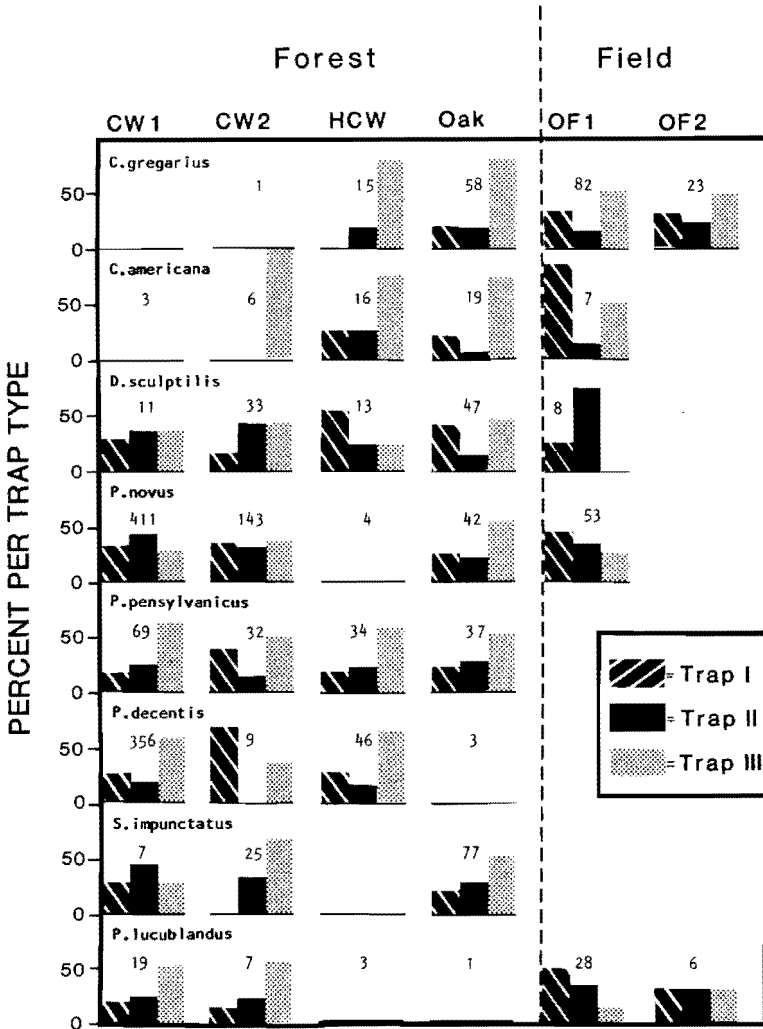 Forest Field
CW1 CW2 HCW Oak OF1 OF2
PERCENT PER TRAP TYPE
C.gregarius
1 15 58 82 23
50
0
C.americana
3 6 16 19 7
50
0
D.sculptilis
11 33 13 47 8
50
0
P.novus
411 143 4 42 53
50
0
P.pensylvanicus
69 32 34 37
50
0
P.decentis
356 9 46 3
50
0
S.impunctatus
7 25 77
50
0
P.lucublandus
19 7 3 1 28 6
50
0
= Trap I
= Trap II
= Trap III